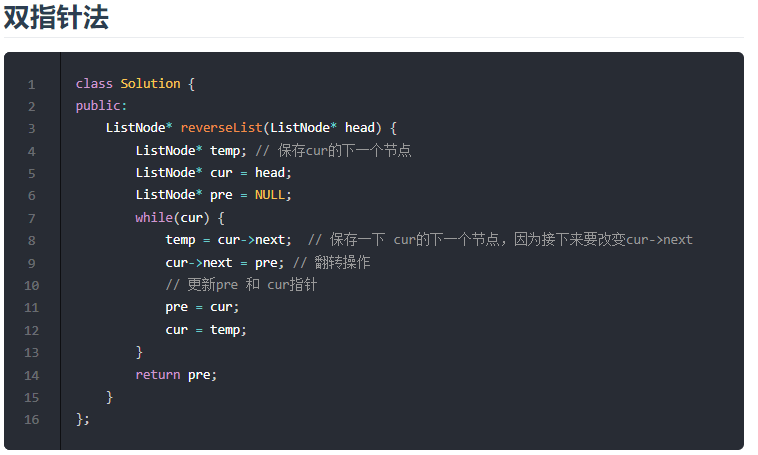 双指针法
1 class Solution {
2 public:
3     ListNode* reverseList(ListNode* head) {
4         ListNode* temp; // 保存cur的下一个节点
5         ListNode* cur = head;
6         ListNode* pre = NULL;
7         while(cur) {
8             temp = cur->next;  // 保存一下 cur的下一个节点，因为接下来要改变cur->next
9             cur->next = pre; // 翻转操作
10             // 更新pre 和 cur指针
11             pre = cur;
12             cur = temp;
13         }
14         return pre;
15     }
16 };